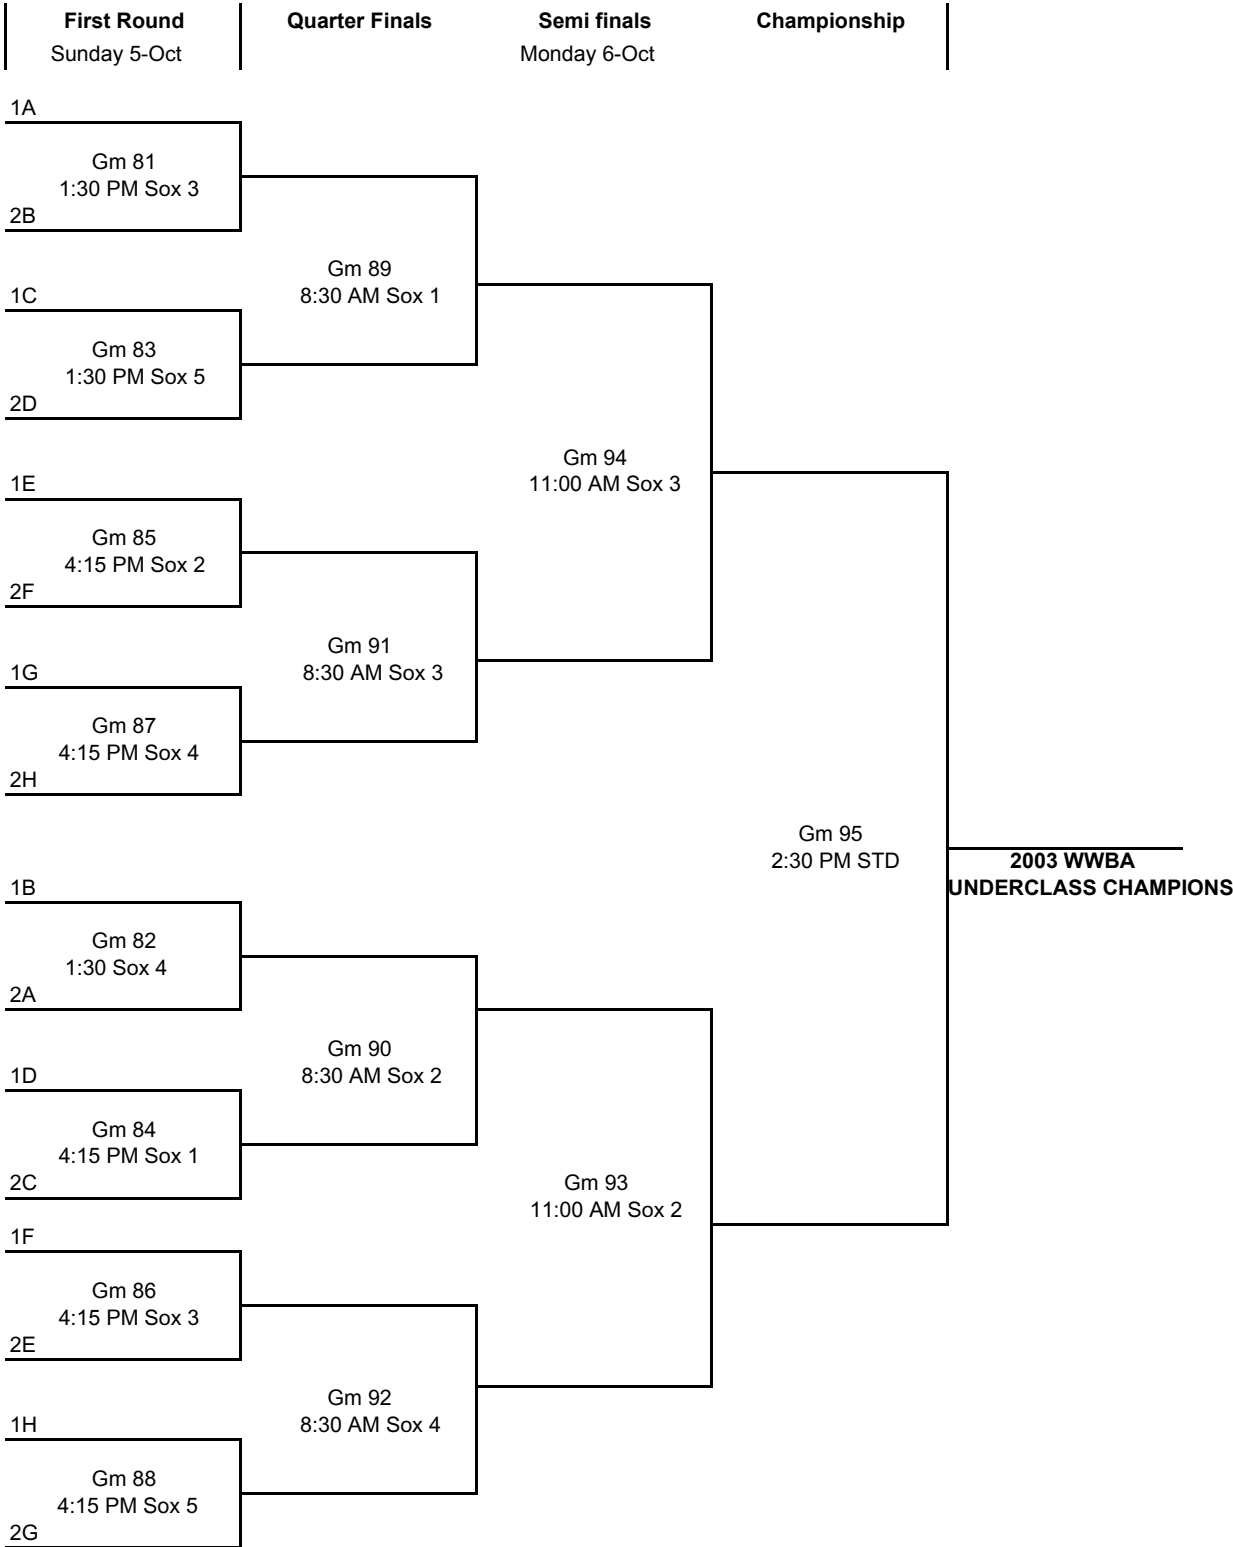 First Round Quarter Finals Semi finals Championship
Sunday 5-Oct Monday 6-Oct
1A
Gm 81
1:30 PM Sox 3
2B
Gm 89
8:30 AM Sox 1
1C
Gm 83
1:30 PM Sox 5
2D
Gm 94
11:00 AM Sox 3
1E
Gm 85
4:15 PM Sox 2
2F
Gm 91
8:30 AM Sox 3
1G
Gm 87
4:15 PM Sox 4
2H
Gm 95
2:30 PM STD
2003 WWBA
UNDERCLASS CHAMPIONS
1B
Gm 82
1:30 Sox 4
2A
Gm 90
8:30 AM Sox 2
1D
Gm 84
4:15 PM Sox 1
2C
Gm 93
11:00 AM Sox 2
1F
Gm 86
4:15 PM Sox 3
2E
Gm 92
8:30 AM Sox 4
1H
Gm 88
4:15 PM Sox 5
2G